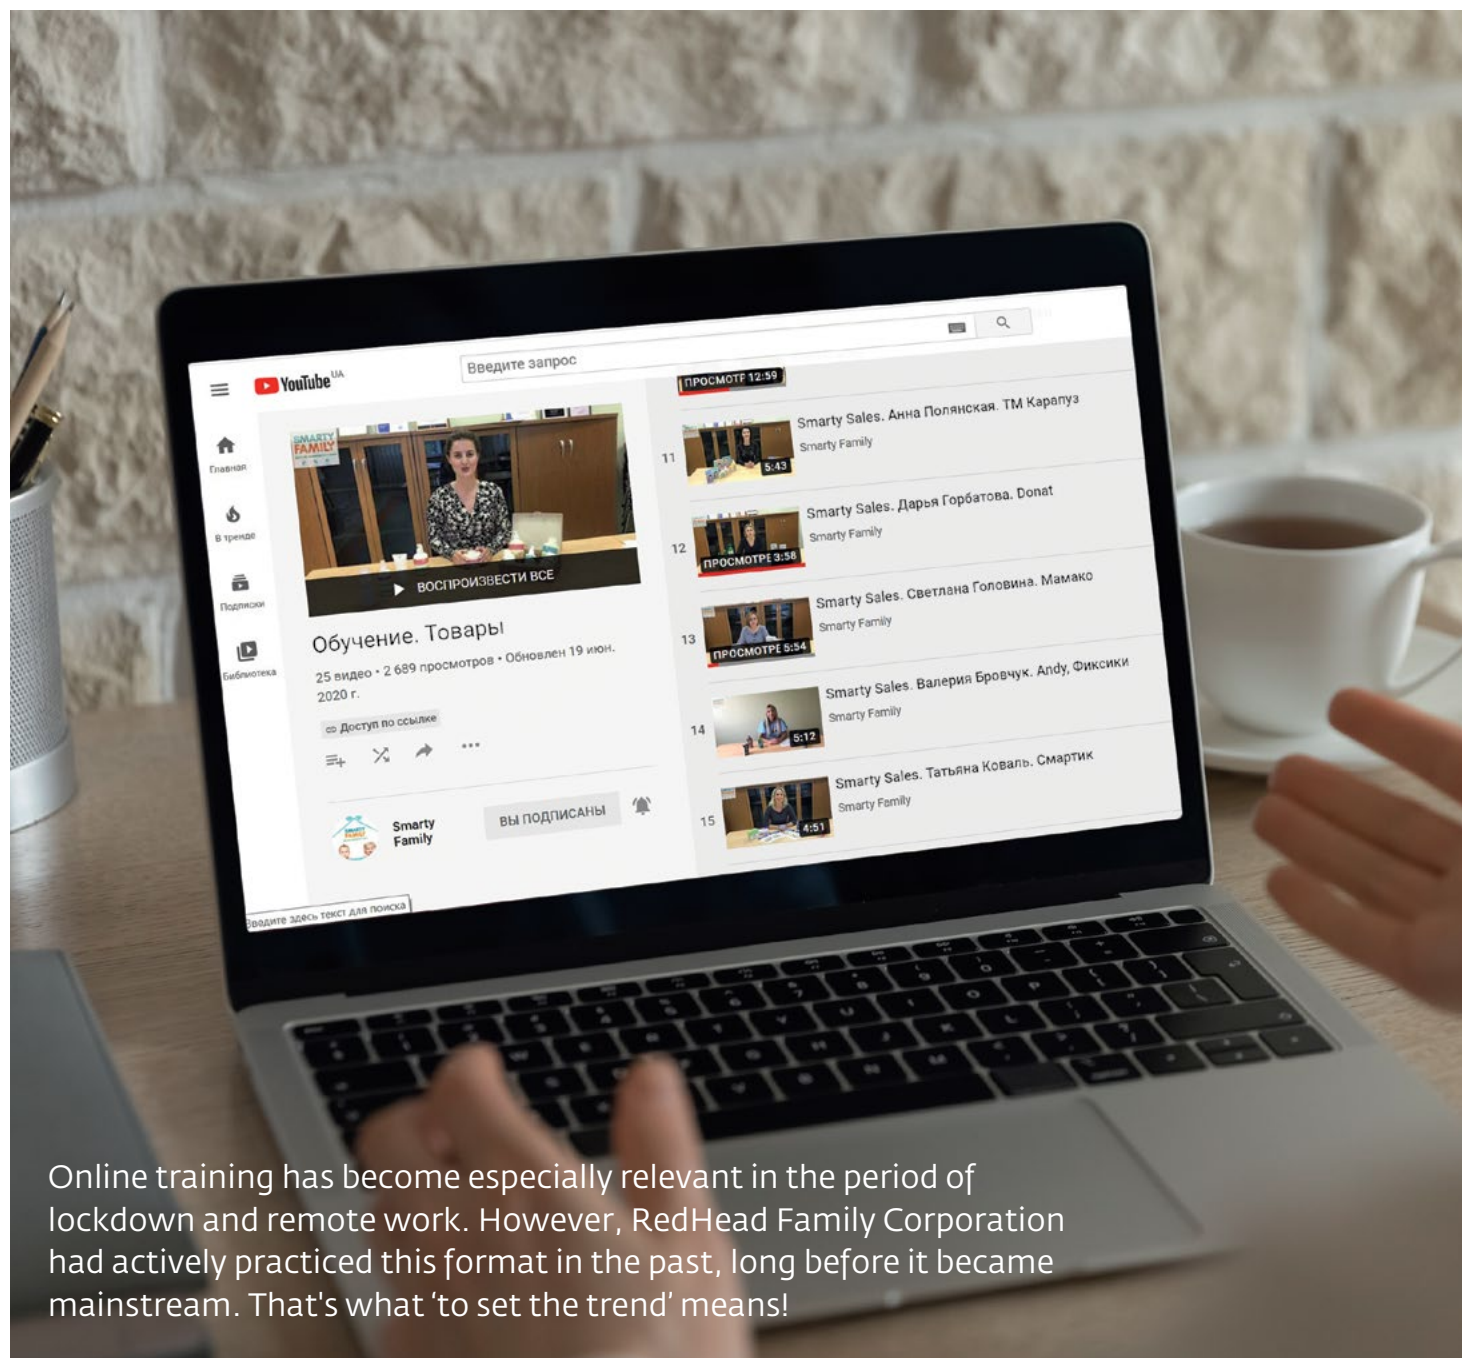 YouTube UA
Введите запрос
Главная
В тренде
Подписки
Библиотека
SMARTY
FAMILY
ВОСПРОИЗВЕСТИ ВСЕ
Обучение. Товары
25 видео • 2 689 просмотров • Обновлен 19 июн.
2020 г.
Доступ по ссылке
Smarty
Family
ВЫ ПОДПИСАНЫ
Вводите здесь текст для поиска
ПРОСМОТР 12:59
11
5:43
Smarty Sales. Анна Полянская. ТМ Карапуз
Smarty Family
12
ПРОСМОТРЕ 3:58
Smarty Sales. Дарья Горбатова. Donat
Smarty Family
13
ПРОСМОТРЕ 5:54
Smarty Sales. Светлана Головина. Мамако
Smarty Family
14
5:12
Smarty Sales. Валерия Бровчук. Andy, Фиксики
Smarty Family
15
4:51
Smarty Sales. Татьяна Коваль. Смартик
Smarty Family
Online training has become especially relevant in the period of
lockdown and remote work. However, RedHead Family Corporation
had actively practiced this format in the past, long before it became
mainstream. That's what ‘to set the trend’ means!